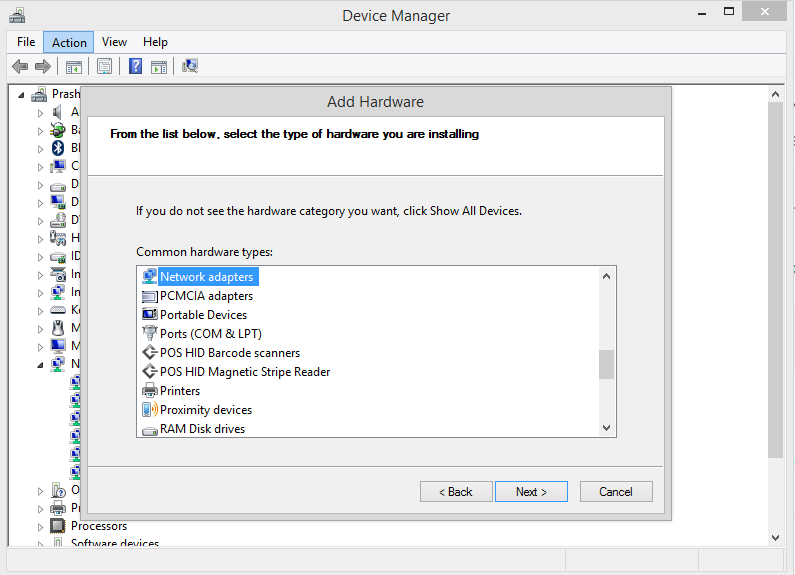 Device Manager
File Action View Help
Prash
Add Hardware
From the list below, select the type of hardware you are installing
If you do not see the hardware category you want, click Show All Devices.
Common hardware types:
Network adapters
PCMCIA adapters
Portable Devices
Ports (COM & LPT)
POS HID Barcode scanners
POS HID Magnetic Stripe Reader
Printers
Proximity devices
RAM Disk drives
< Back Next > Cancel
A
Ba
Bl
C
D
D
D
H
ID
In
In
Ke
M
M
N
O
Pr
Processors
Software devices